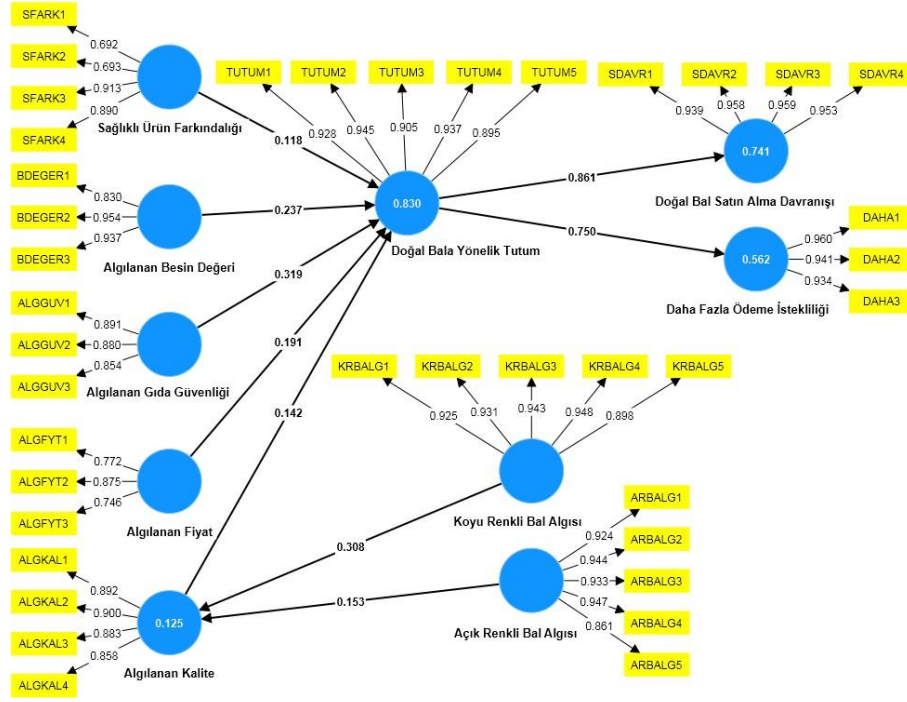 SFARK1
0.692
SFARK2
0.693
SFARK3
0.913
SFARK4
0.890
Sağlıklı Ürün Farkındalığı
BDEGER1
0.830
BDEGER2
0.954
BDEGER3
0.937
Algılanan Besin Değeri
ALGGUV1
0.891
ALGGUV2
0.880
ALGGUV3
0.854
Algılanan Gıda Güvenliği
ALGFYT1
0.772
ALGFYT2
0.875
ALGFYT3
0.746
Algılanan Fiyat
ALGKAL1
0.892
ALGKAL2
0.900
ALGKAL3
0.883
ALGKAL4
0.858
0.125
Algılanan Kalite
0.118
0.237
0.319
0.191
0.142
TUTUM1 TUTUM2 TUTUM3 TUTUM4 TUTUM5
0.928 0.945 0.905 0.937 0.895
0.830
Doğal Bala Yönelik Tutum
0.861
0.750
SDAVR1 SDAVR2 SDAVR3 SDAVR4
0.939 0.958 0.959 0.953
0.741
Doğal Bal Satın Alma Davranışı
DAHA1
0.960
DAHA2
0.941
DAHA3
0.934
0.562
Daha Fazla Ödeme İstekliliği
KRBALG1 KRBALG2 KRBALG3 KRBALG4 KRBALG5
0.925 0.931 0.943 0.948 0.898
Koyu Renkli Bal Algısı
0.308
0.153
ARBALG1
0.924
ARBALG2
0.944
ARBALG3
0.933
ARBALG4
0.947
ARBALG5
0.861
Açık Renkli Bal Algısı